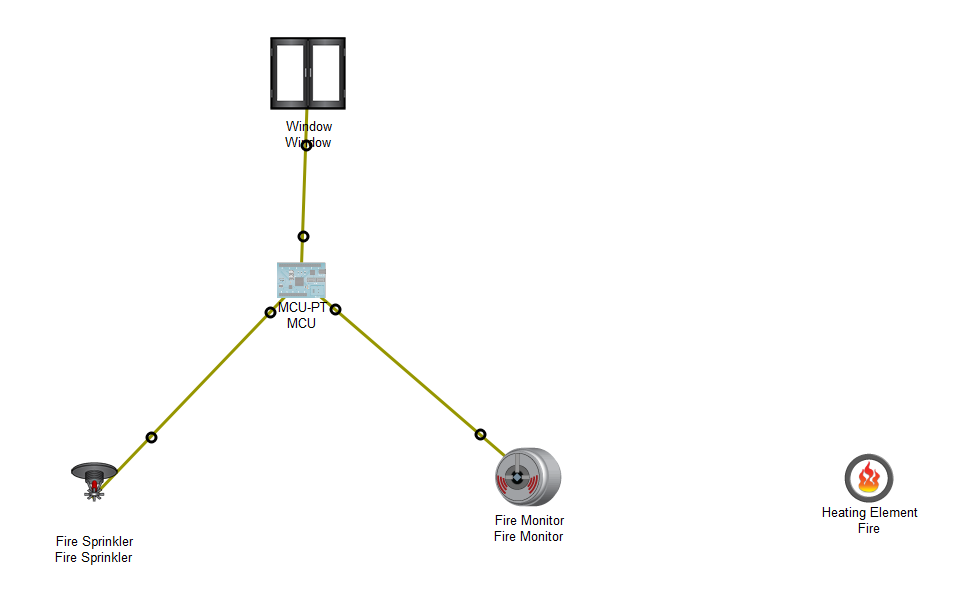 Window
Window
MCU-PT
MCU
Fire Sprinkler
Fire Sprinkler
Fire Monitor
Fire Monitor
Heating Element
Fire